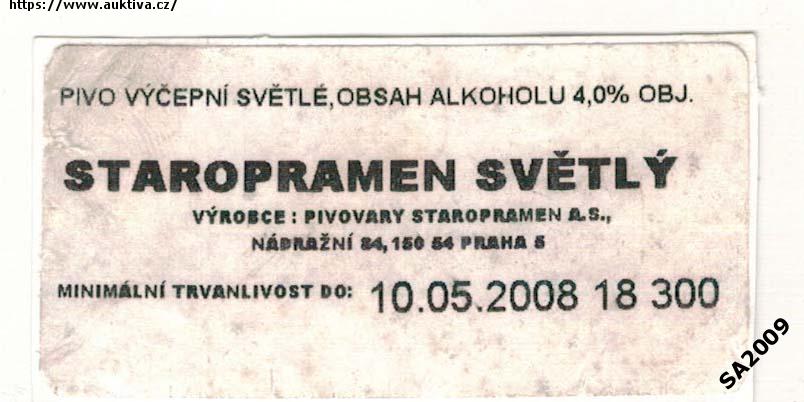 https://www.auktiva.cz/
PIVO VÝČEPNÍ SVĚTLÉ,OBSAH ALKOHOLU 4,0% OBJ.
STAROPRAMEN SVĚTLÝ
VÝROBCE : PIVOVARY STAROPRAMEN A.S.,
NÁDRAŽNÍ 84, 150 54 PRAHA 5
MINIMÁLNÍ TRVANLIVOST DO: 10.05.2008 18 300
SA2009